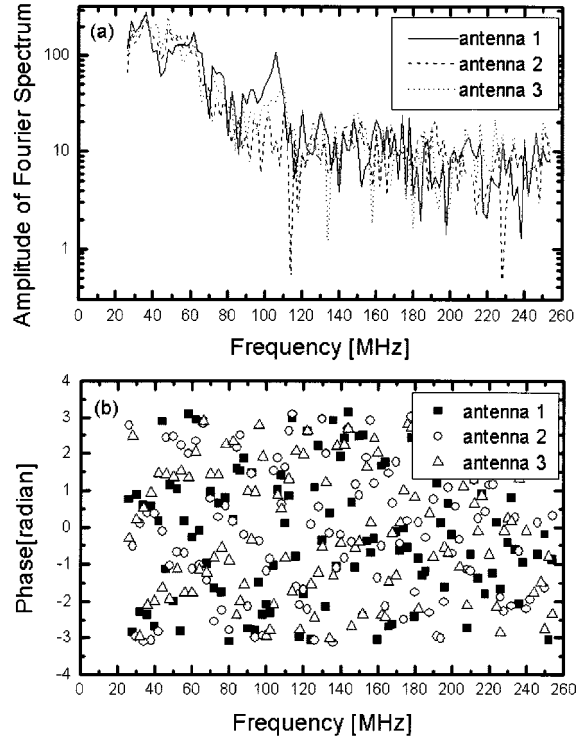 (a)
antenna 1
antenna 2
antenna 3
Amplitude of Fourier Spectrum
100
10
1
0 20 40 60 80 100 120 140 160 180 200 220 240 260
Frequency [MHz]
(b)
antenna 1
antenna 2
antenna 3
Phase[radian]
4
3
2
1
0
-1
-2
-3
-4
0 20 40 60 80 100 120 140 160 180 200 220 240 260
Frequency [MHz]